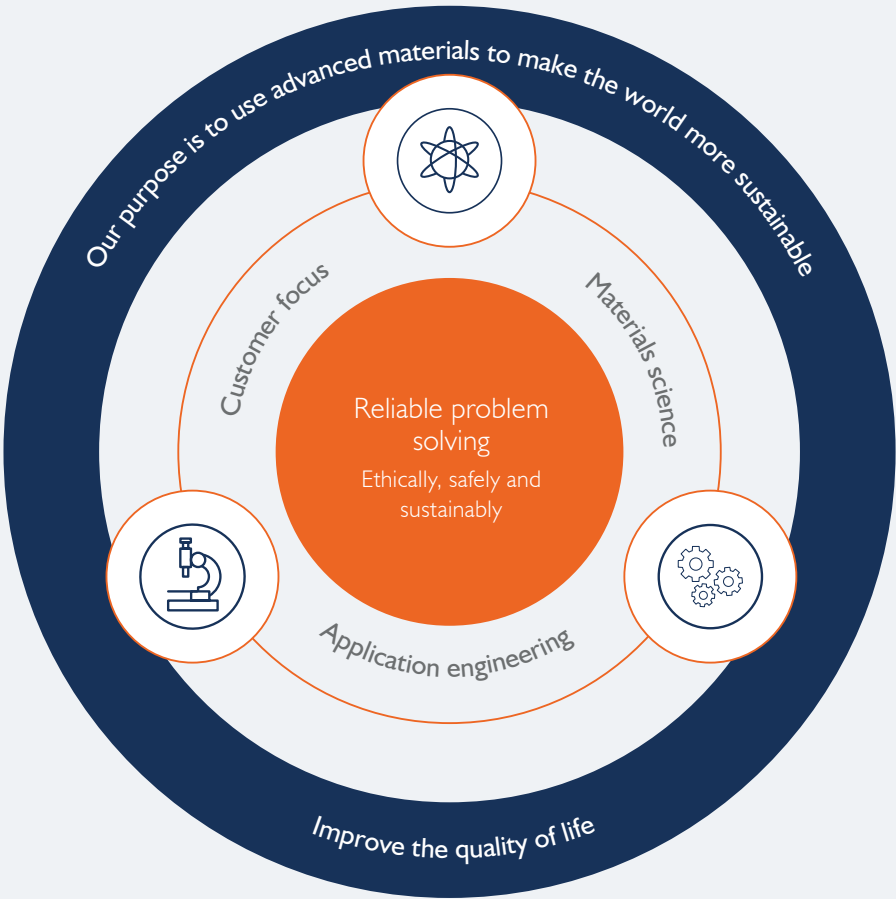 Our purpose is to use advanced materials to make the world more sustainable
Customer focus
Materials science
Reliable problem
solving
Ethically, safely and
sustainably
Application engineering
Improve the quality of life